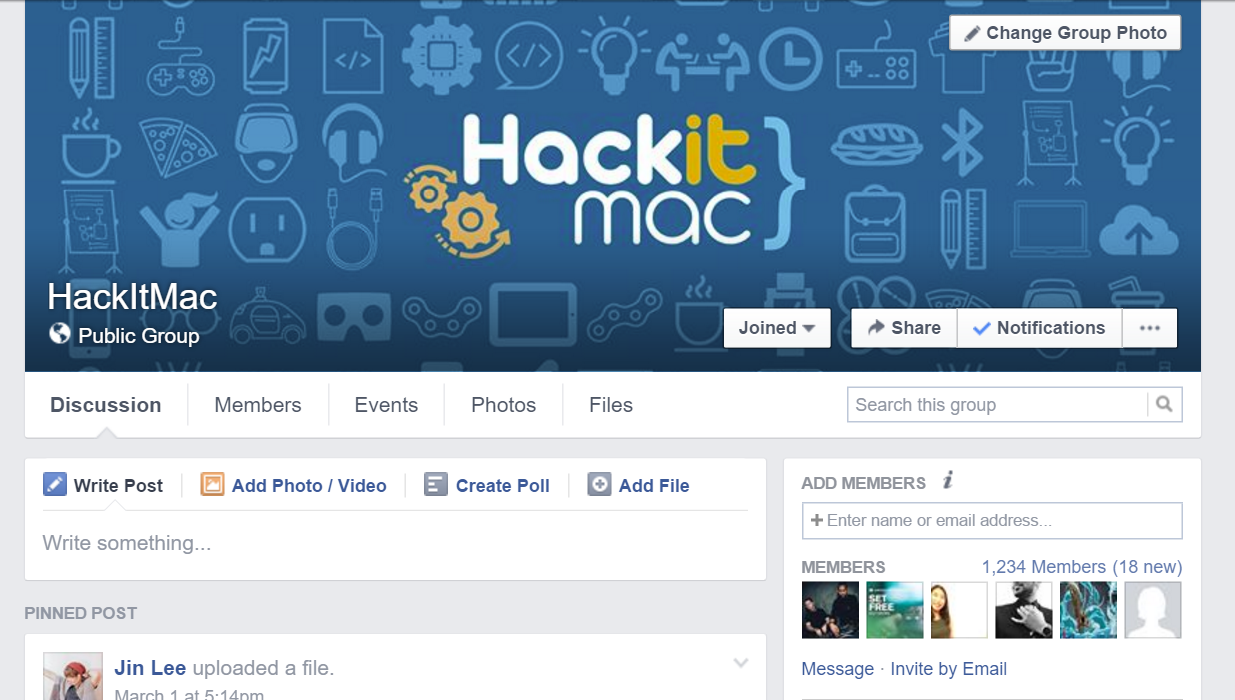 Change Group Photo
</>
</>
Hackit
mac
HackItMac
Public Group
Joined
Share
Notifications
Discussion
Members
Events
Photos
Files
Search this group
Write Post
Add Photo / Video
Create Poll
Add File
Write something...
ADD MEMBERS i
+ Enter name or email address...
MEMBERS
1,234 Members (18 new)
SET
FREE
Message · Invite by Email
PINNED POST
Jin Lee uploaded a file.
March 1 at 5:14pm